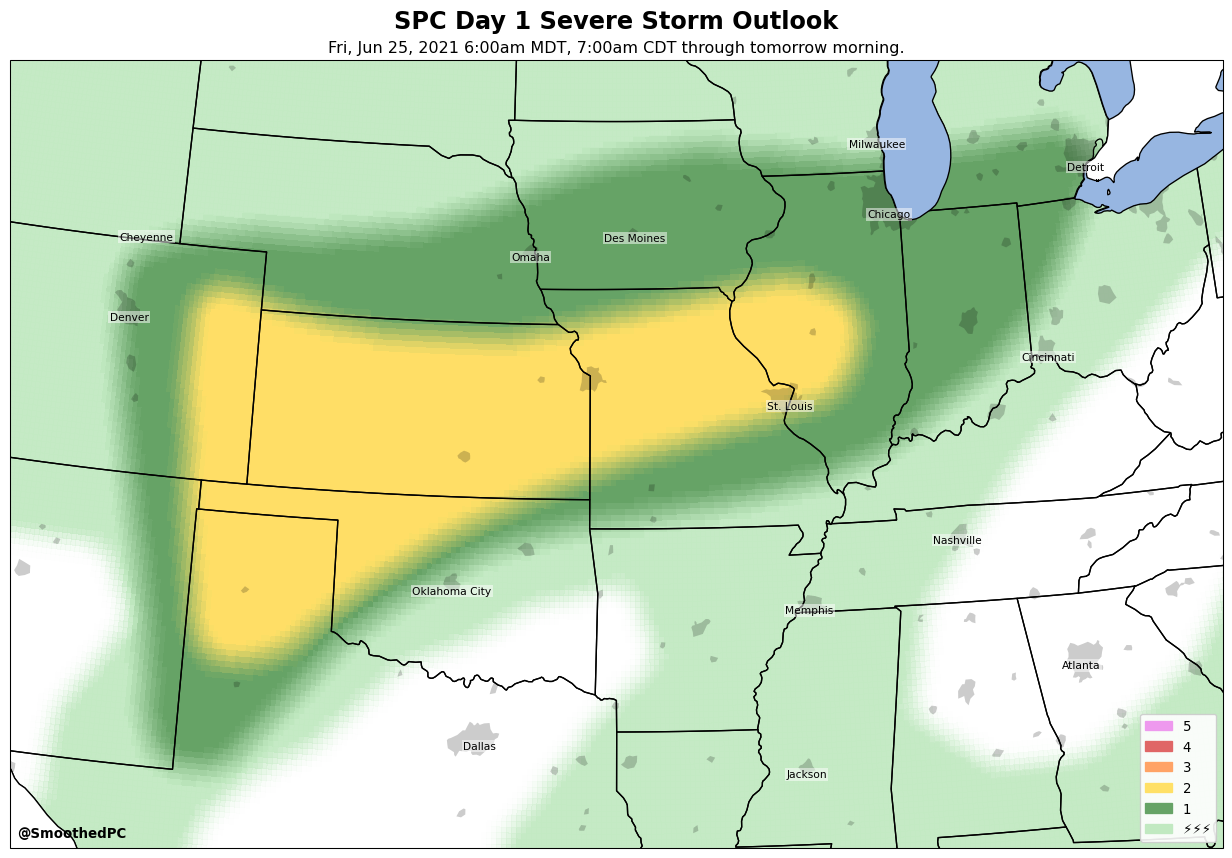 SPC Day 1 Severe Storm Outlook
Fri, Jun 25, 2021 6:00am MDT, 7:00am CDT through tomorrow morning.
Milwaukee
Detroit
Chicago
Cheyenne
Des Moines
Omaha
Denver
Cincinnati
St. Louis
Nashville
Oklahoma City
Memphis
Atlanta
Dallas
Jackson
5
4
3
2
1
⚡⚡⚡
@SmoothedPC